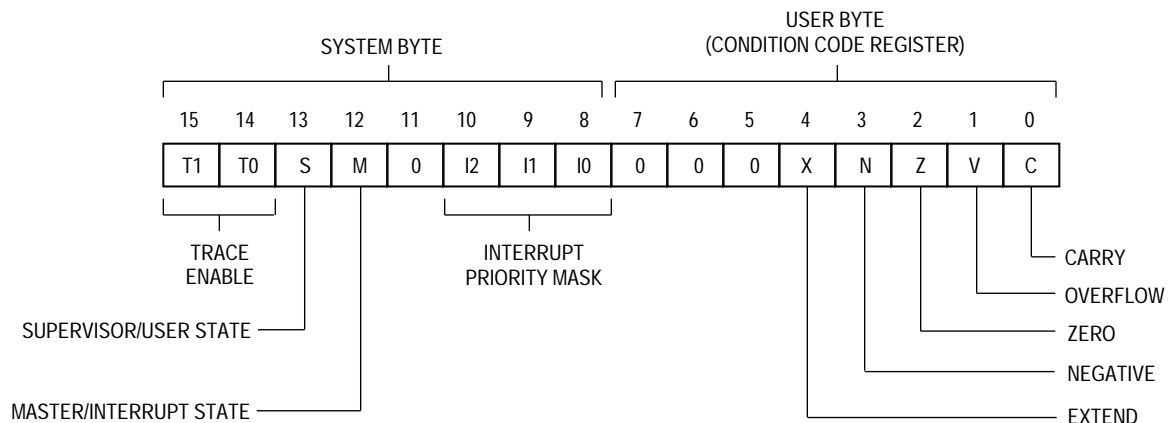 USER BYTE
(CONDITION CODE REGISTER)
SYSTEM BYTE
15 14 13 12 11 10 9 8 7 6 5 4 3 2 1 0
T1 T0 S M 0 I2 I1 I0 0 0 0 X N Z V C
TRACE
ENABLE
INTERRUPT
PRIORITY MASK
CARRY
OVERFLOW
SUPERVISOR/USER STATE
ZERO
NEGATIVE
MASTER/INTERRUPT STATE
EXTEND